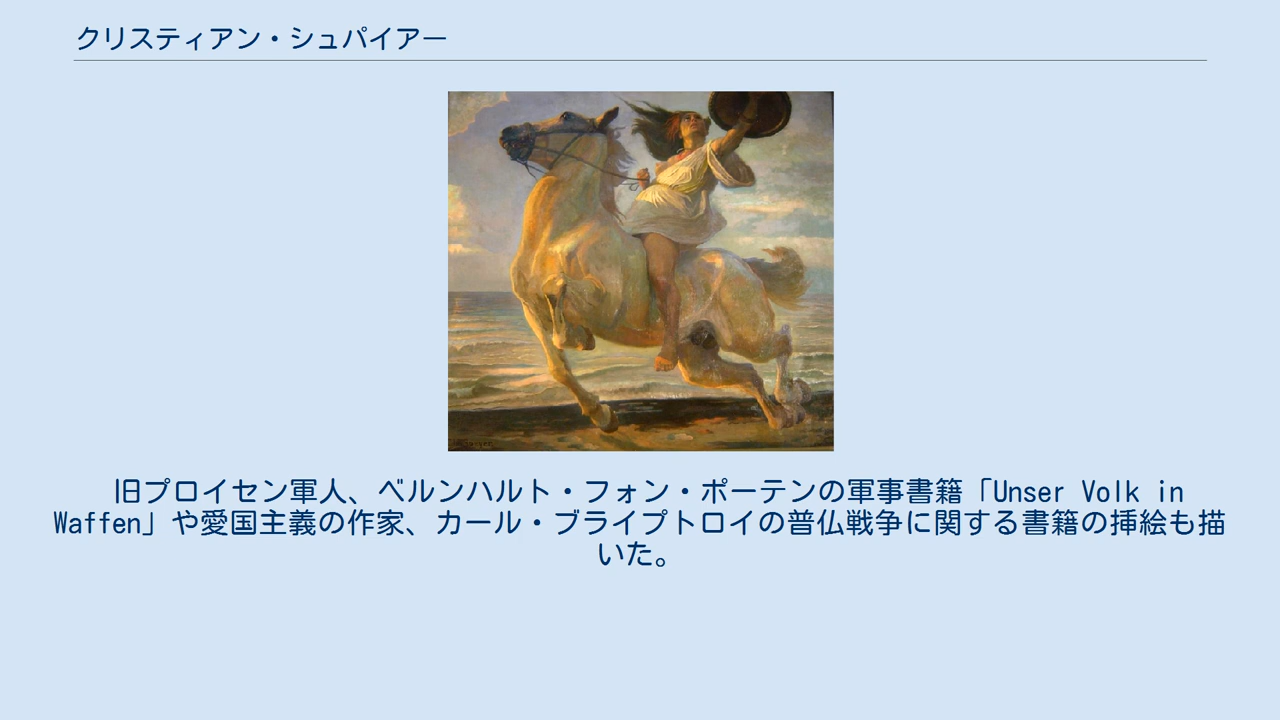 クリスティアン・シュパイアー
旧プロイセン軍人、ベルンハルト・フォン・ポーテンの軍事書籍「Unser Volk in
Waffen」や愛国主義の作家、カール・ブライプトロイの普仏戦争に関する書籍の挿絵も描
いた。